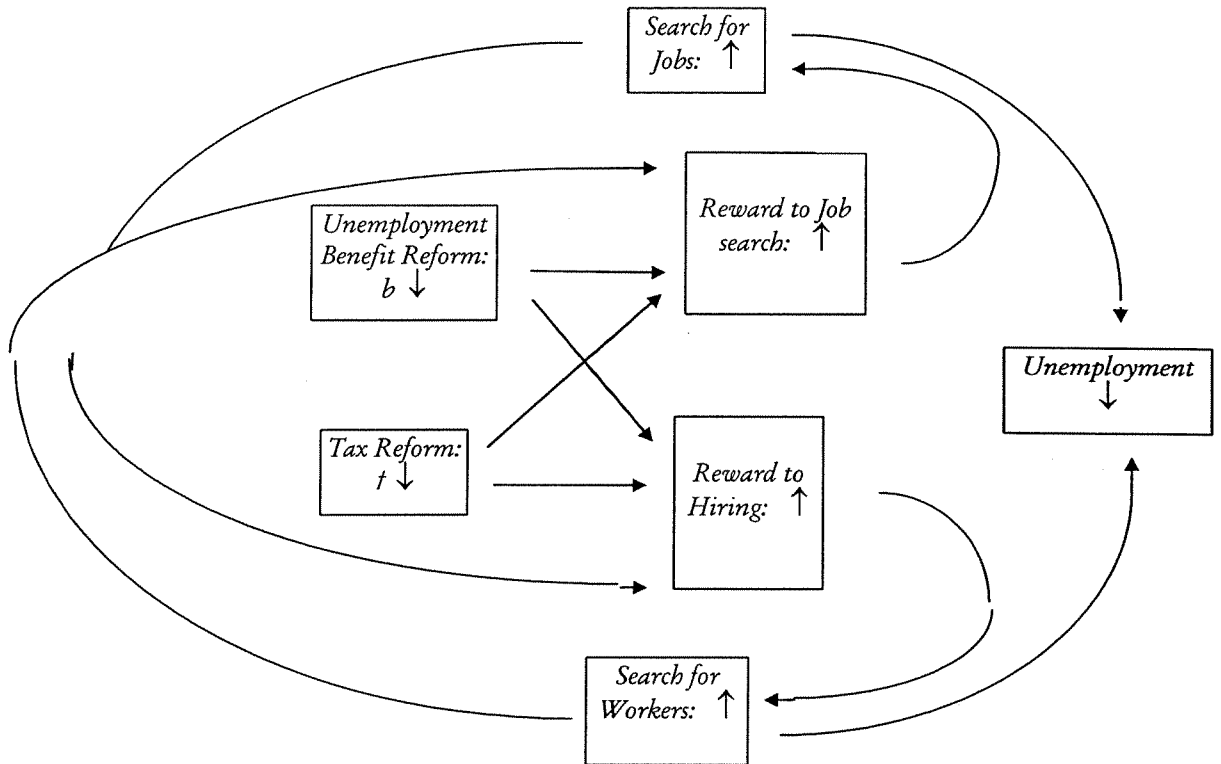 Search for
Jobs: ↑
Unemployment
Benefit Reform:
b ↓
Reward to Job
search: ↑
Unemployment
↓
Tax Reform:
t ↓
Reward to
Hiring: ↑
Search for
Workers: ↑